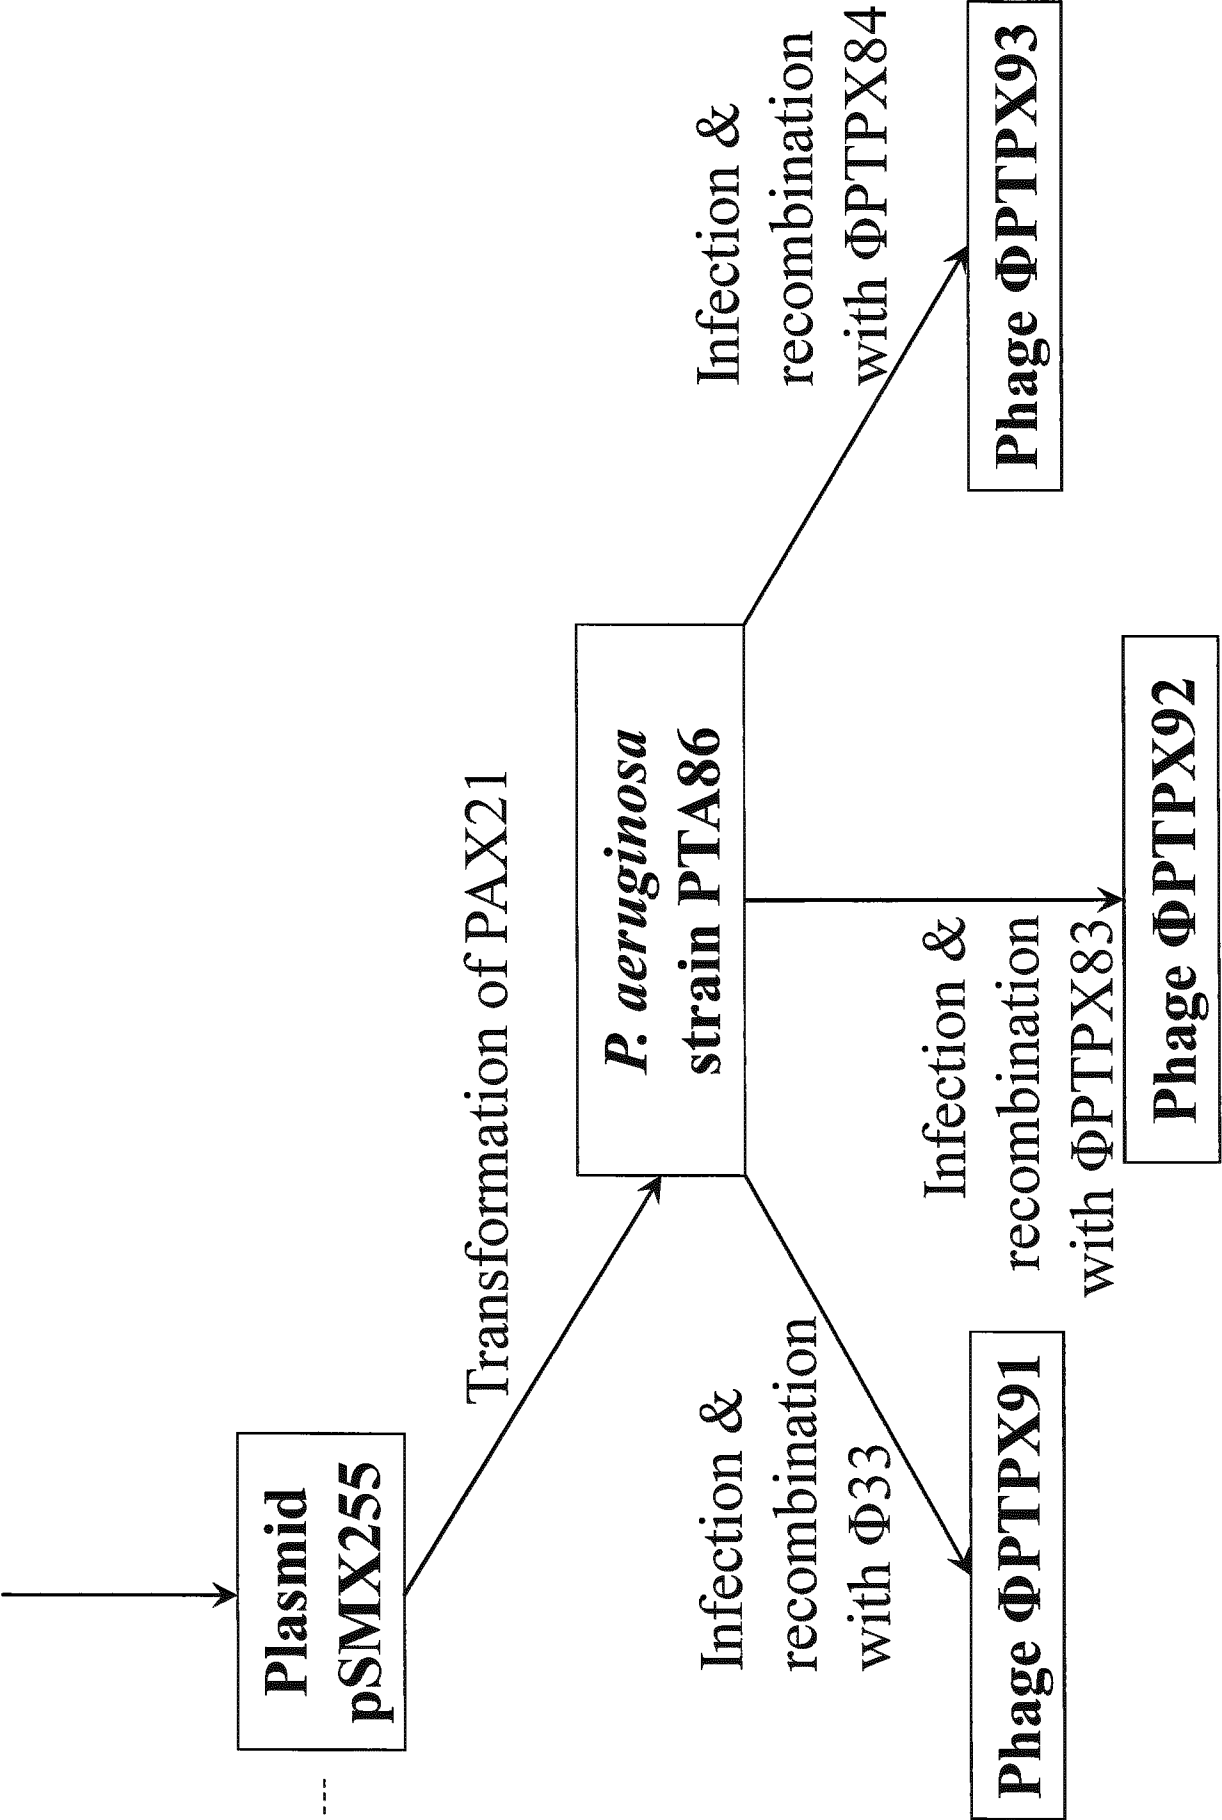 Plasmid
pSMX255
Transformation of PAX21
P. aeruginosa
strain PTA86
Infection &
recombination
with Φ33
Infection &
recombination
with ΦPTPX83
Infection &
recombination
with ΦPTPX84
Phage ΦPTPX91
Phage ΦPTPX92
Phage ΦPTPX93